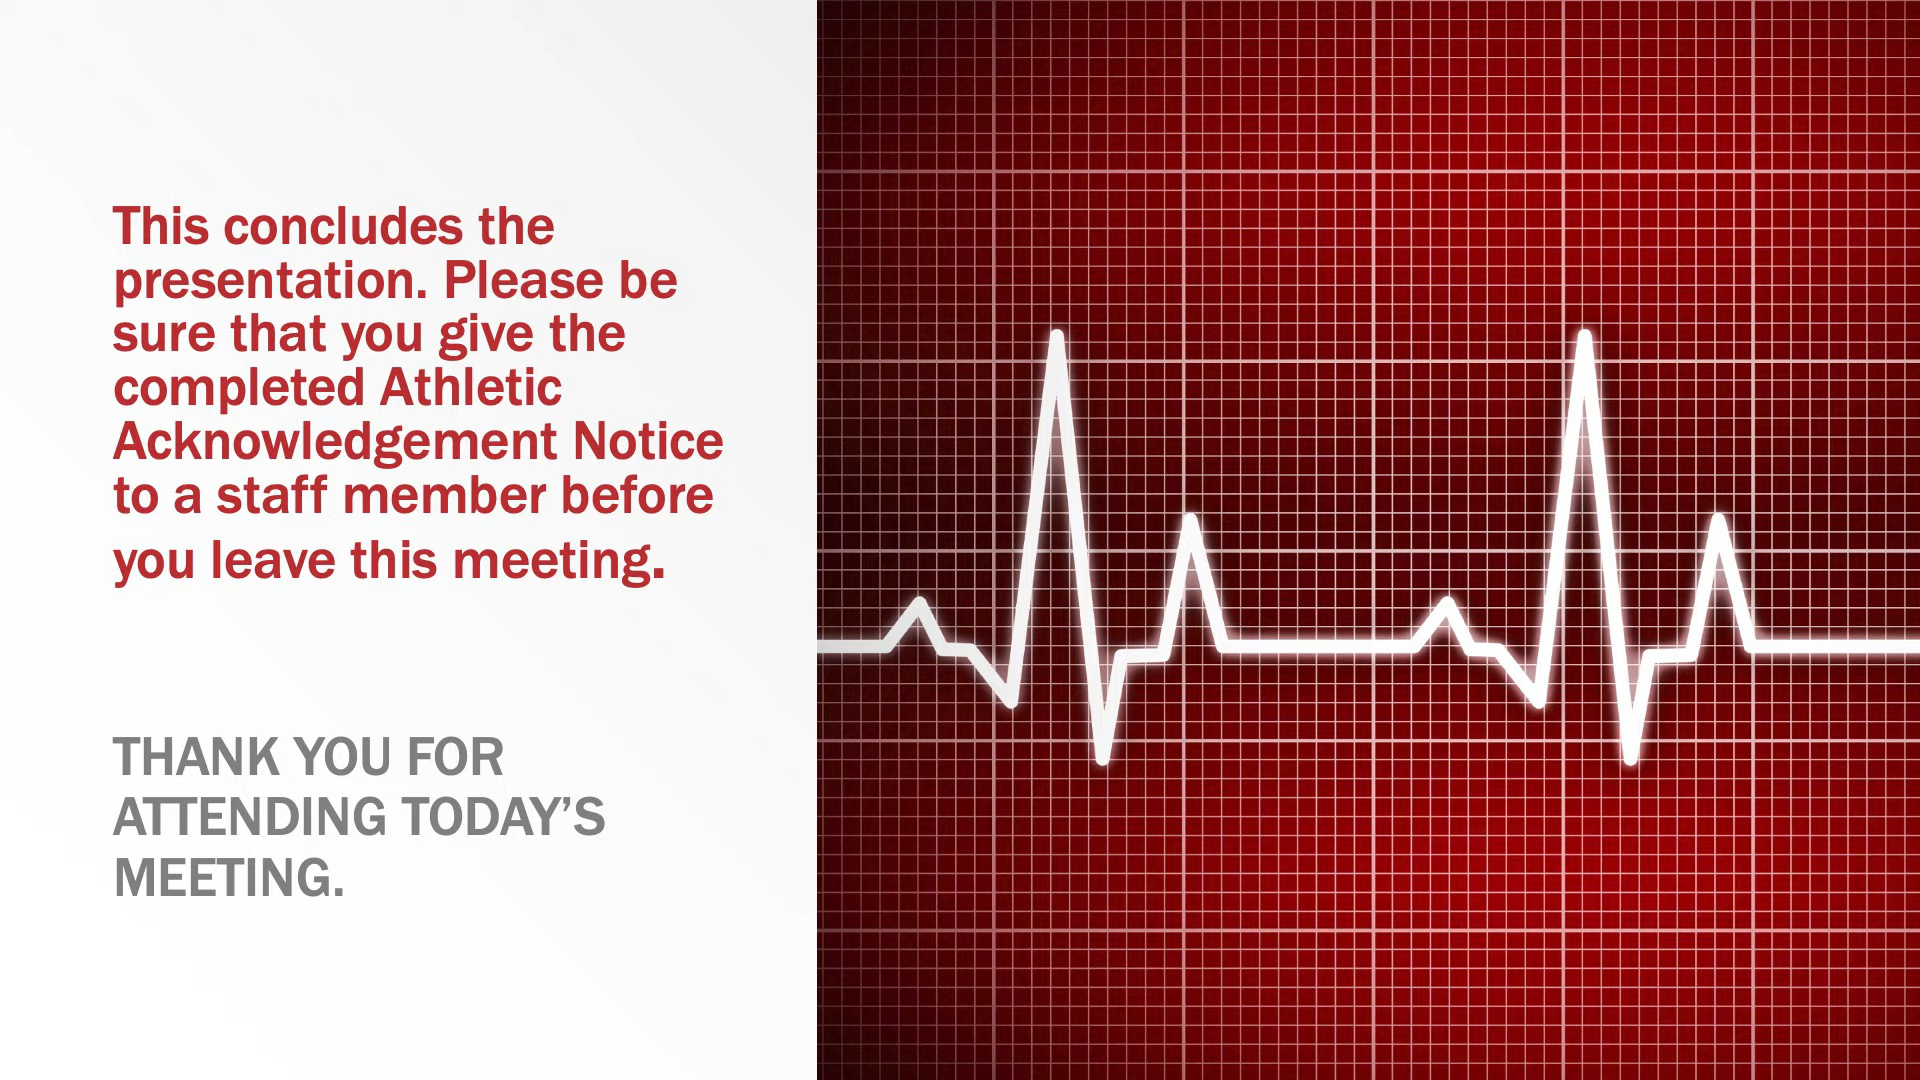 This concludes the
presentation. Please be
sure that you give the
completed Athletic
Acknowledgement Notice
to a staff member before
you leave this meeting.
THANK YOU FOR
ATTENDING TODAY’S
MEETING.